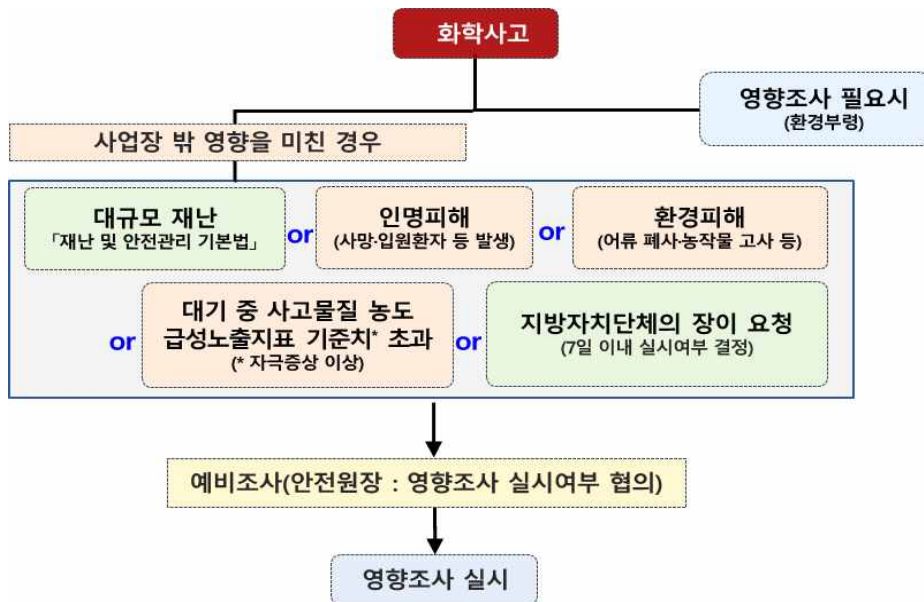 화학사고
영향조사 필요시
(환경부령)
사업장 밖 영향을 미친 경우
대규모 재난
「재난 및 안전관리 기본법」
or
인명피해
(사망·입원환자 등 발생)
or
환경피해
(어류 폐사·농작물 고사 등)
or
대기 중 사고물질 농도
급성노출지표 기준치* 초과
(* 자극증상 이상)
or
지방자치단체의 장이 요청
(7일 이내 실시여부 결정)
예비조사(안전원장 : 영향조사 실시여부 협의)
영향조사 실시